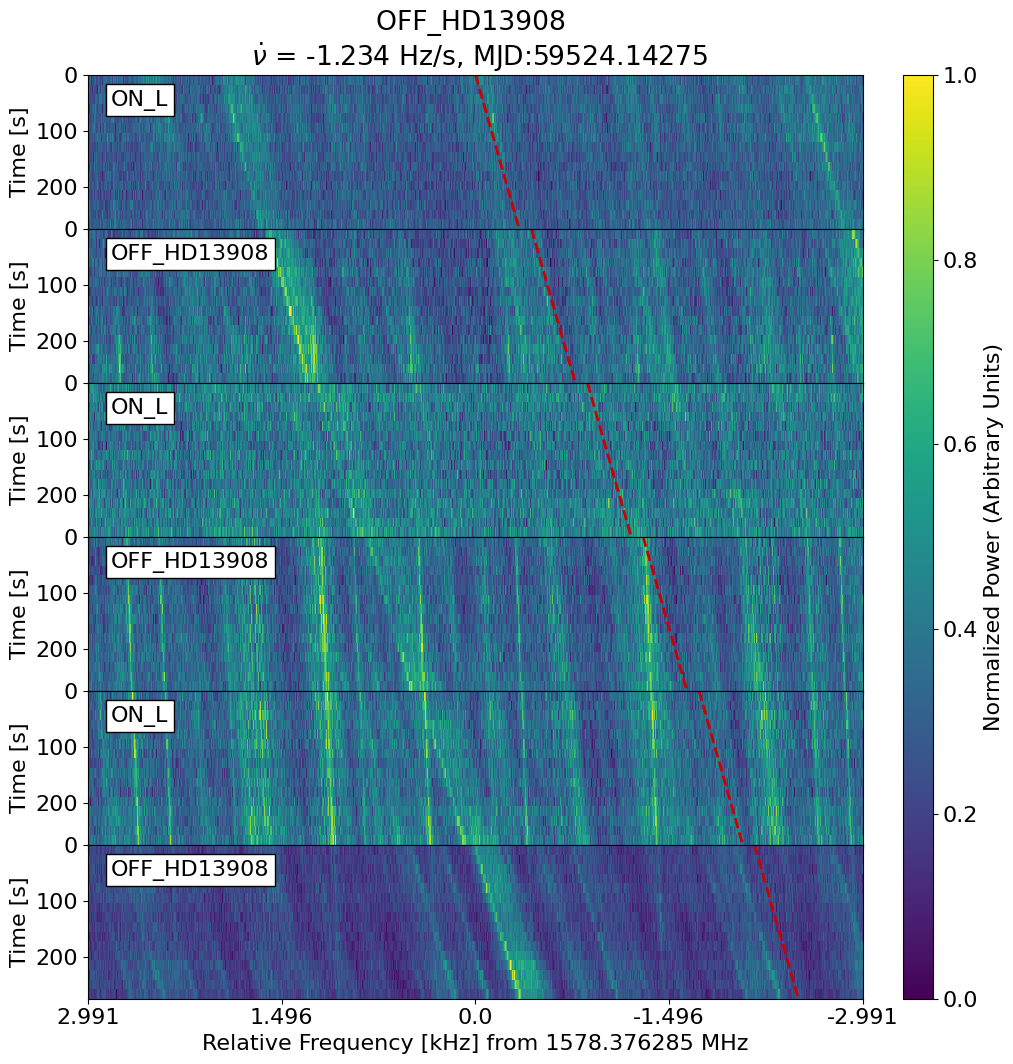 OFF_HD13908
ν̇ = -1.234 Hz/s, MJD:59524.14275
ON_L
OFF_HD13908
ON_L
OFF_HD13908
ON_L
OFF_HD13908
Time [s]
Time [s]
Time [s]
Time [s]
Time [s]
Time [s]
0
100
200
0
100
200
0
100
200
0
100
200
0
100
200
0
100
200
2.991
1.496
0.0
-1.496
-2.991
Relative Frequency [kHz] from 1578.376285 MHz
1.0
0.8
0.6
0.4
0.2
0.0
Normalized Power (Arbitrary Units)